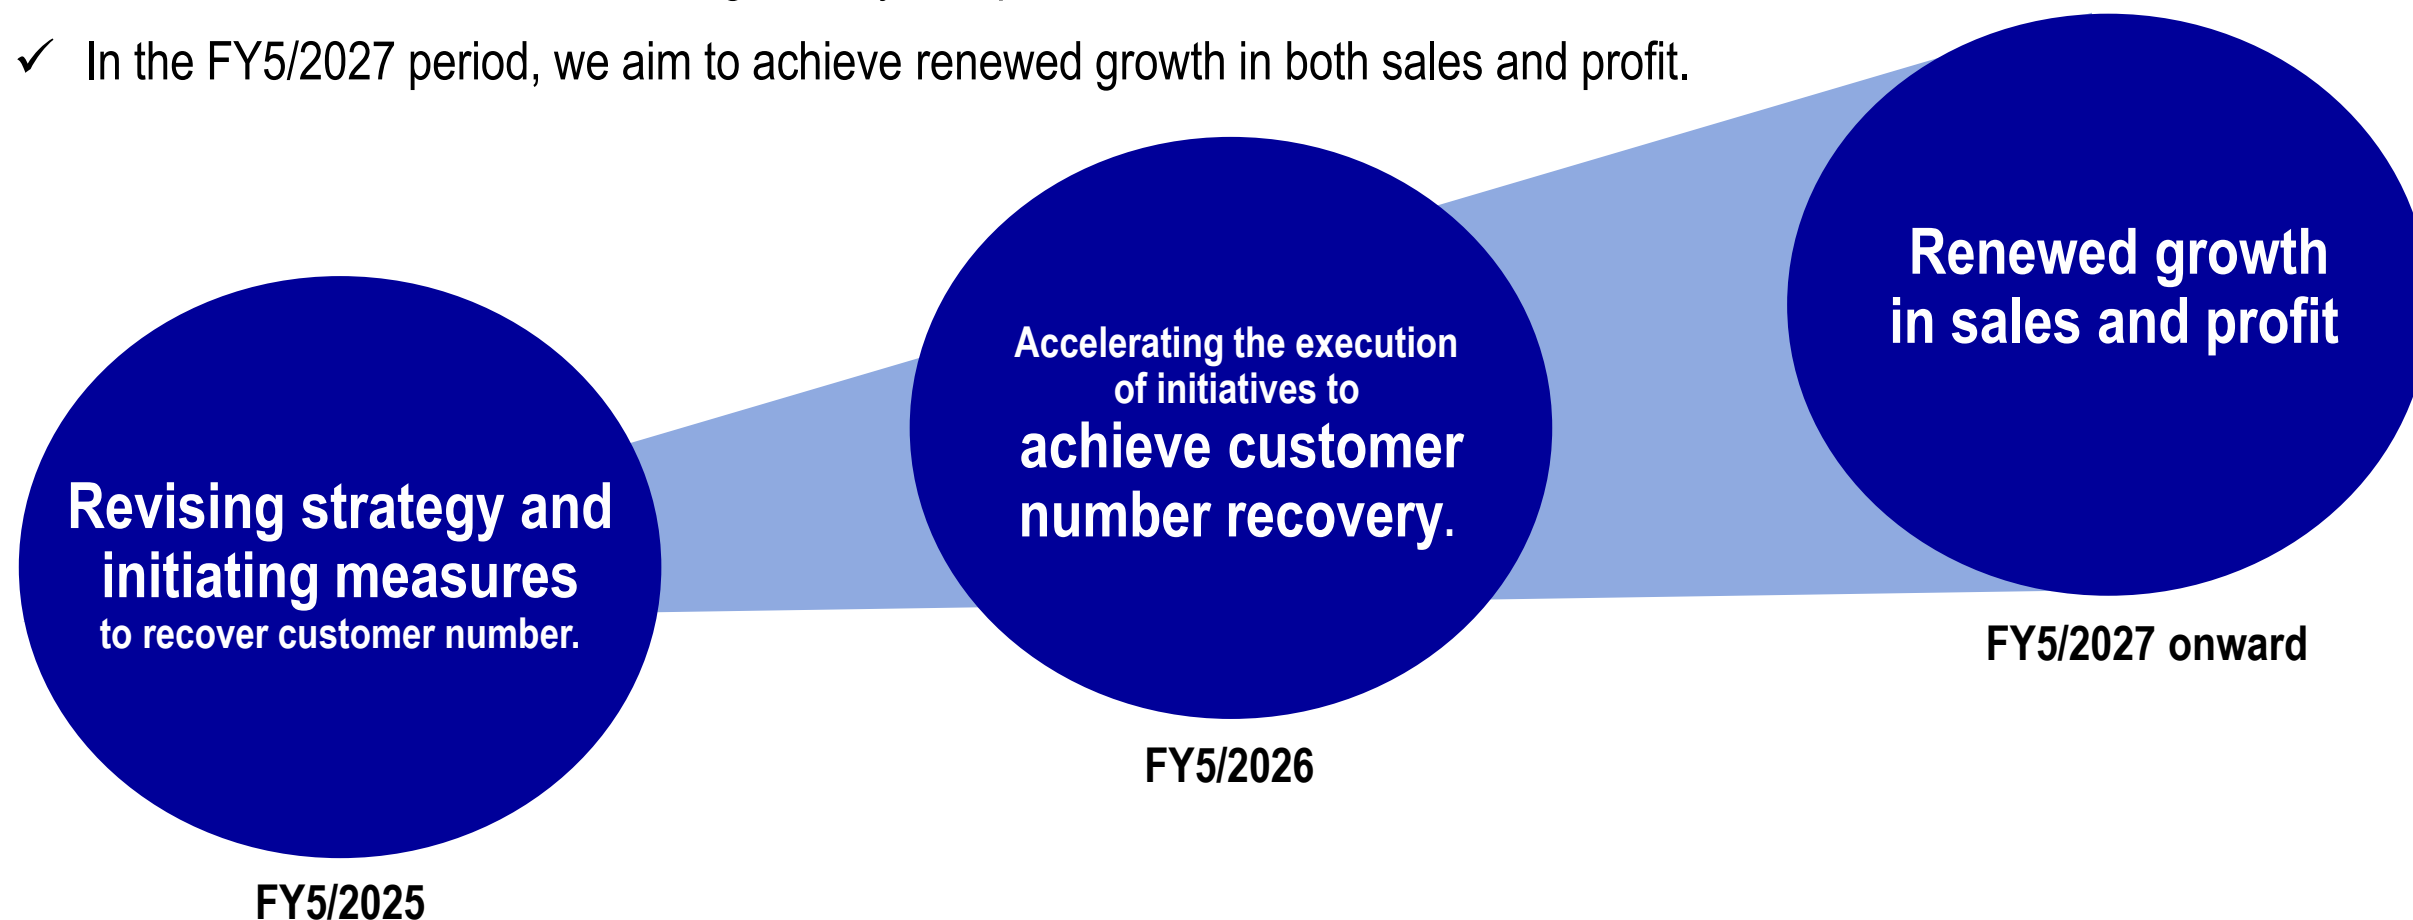 ✓ In the FY5/2027 period, we aim to achieve renewed growth in both sales and profit.
Revising strategy and
initiating measures
to recover customer number.
FY5/2025
Accelerating the execution
of initiatives to
achieve customer
number recovery.
FY5/2026
Renewed growth
in sales and profit
FY5/2027 onward